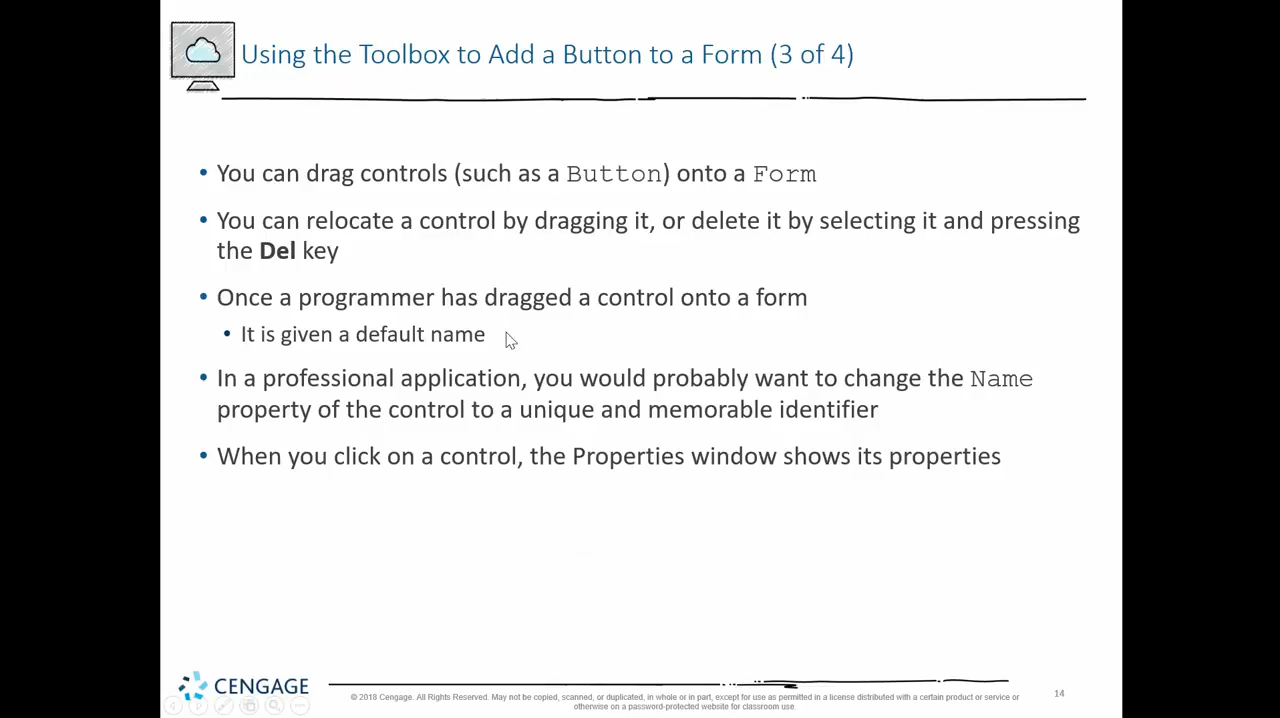 Using the Toolbox to Add a Button to a Form (3 of 4)
• You can drag controls (such as a Button) onto a Form
• You can relocate a control by dragging it, or delete it by selecting it and pressing
the Del key
• Once a programmer has dragged a control onto a form
• It is given a default name
• In a professional application, you would probably want to change the Name
property of the control to a unique and memorable identifier
• When you click on a control, the Properties window shows its properties
CENGAGE
© 2018 Cengage. All Rights Reserved. May not be copied, scanned, or duplicated, in whole or in part, except for use as permitted in a license distributed with a certain product or service or
otherwise on a password-protected website for classroom use.
14